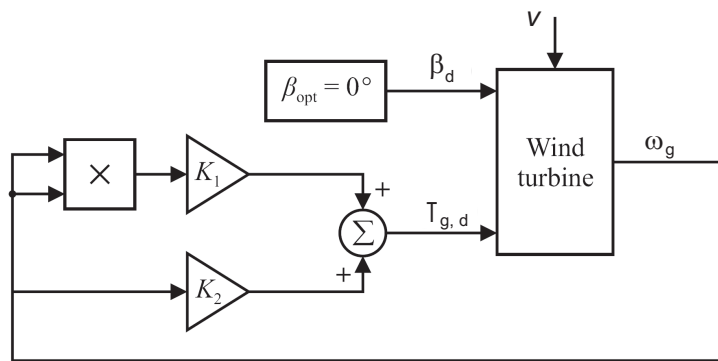 v
β_opt = 0°
β_d
Wind
turbine
ω_g
×
K_1
+
Σ
T_g, d
+
K_2